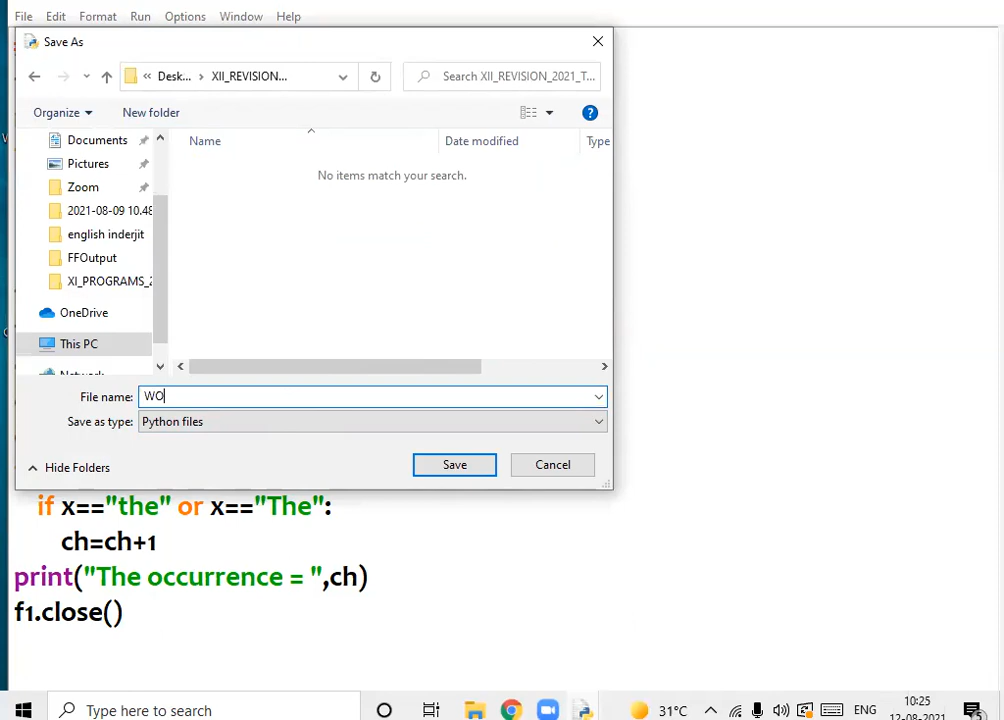 File Edit Format Run Options Window Help
Save As
« Desk... › XII_REVISION...
Search XII_REVISION_2021_T...
Organize New folder
Name Date modified Type
Documents
No items match your search.
Pictures
Zoom
2021-08-09 10.48
english inderjit
FFOutput
XI_PROGRAMS_2
OneDrive
This PC
Network
File name: WO
Save as type: Python files
Hide Folders Save Cancel
if x=="the" or x=="The":
ch=ch+1
print("The occurrence = ",ch)
f1.close()
Type here to search 31°C ENG 10:25
12-08-2021